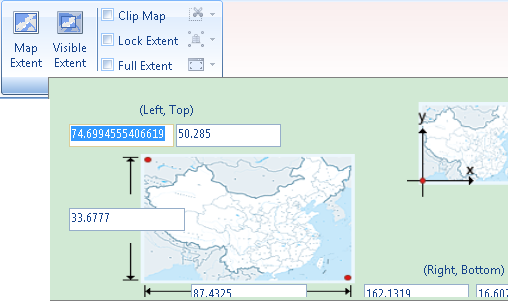 Map Extent
Visible Extent
Clip Map
Lock Extent
Full Extent
(Left, Top)
74.6994555406619
50.285
y
x
33.6777
(Right, Bottom)
87.4325
162.1319
16.607